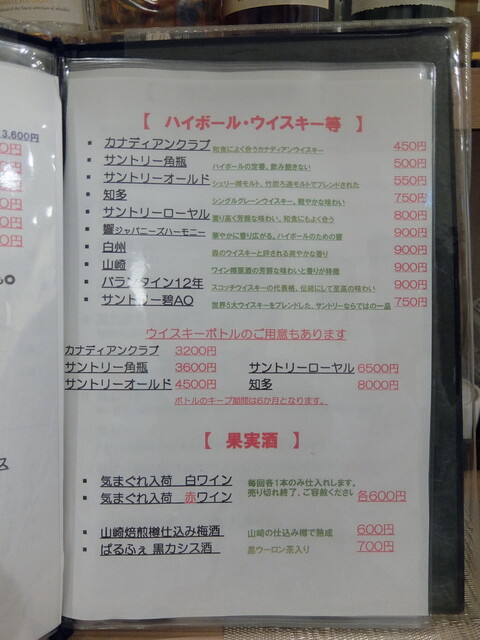 3,600円
【 ハイボール・ウイスキー等 】
▪ カナディアンクラブ 和食によく合うカナディアンウイスキー 450円
▪ サントリー角瓶 ハイボールの定番、飲み飽きない 500円
▪ サントリーオールド シェリー樽モルト、竹炭ろ過モルトでブレンドされた 550円
▪ 知多 シングルグレーンウイスキー、軽やかな味わい 750円
▪ サントリーローヤル 薫り高く芳醇な味わい、和食にもよく合う 800円
▪ 響ジャパニーズハーモニー 華やかに香り広がる、ハイボールのための響 900円
▪ 白州 森のウイスキーと評される爽やかな香り 900円
▪ 山崎 ワイン樽原酒の芳醇な味わいと香りが特徴 900円
▪ バランタイン12年 スコッチウイスキーの代表格、伝統にして至高の味わい 900円
▪ サントリー碧AO 世界5大ウイスキーをブレンドした、サントリーならではの一品 750円
ウイスキーボトルのご用意もあります
カナディアンクラブ 3200円
サントリー角瓶 3600円 サントリーローヤル 6500円
サントリーオールド 4500円 知多 8000円
ボトルのキープ期間は6か月となります。
【 果実酒 】
▪ 気まぐれ入荷 白ワイン 毎回各1本のみ仕入れします。
▪ 気まぐれ入荷 赤ワイン 売り切れ終了、ご容赦ください 各600円
▪ 山崎焙煎樽仕込み梅酒 山崎の仕込み樽で熟成 600円
▪ ぱるふぇ 黒カシス酒 黒ウーロン茶入り 700円